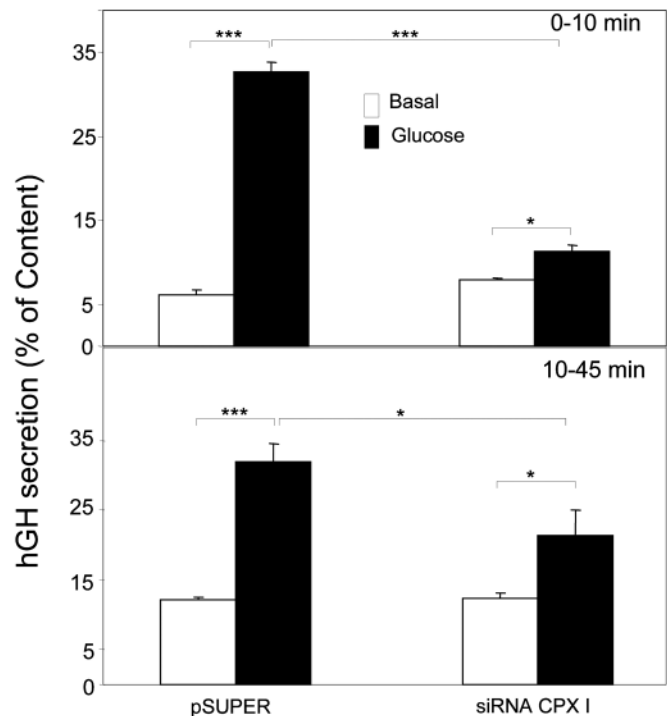 0-10 min
*** ***
35
Basal
Glucose
25
15
*
5
0
hGH secretion (% of Content)
10-45 min
*** *
35
*
25
15
5
0
pSUPER siRNA CPX I